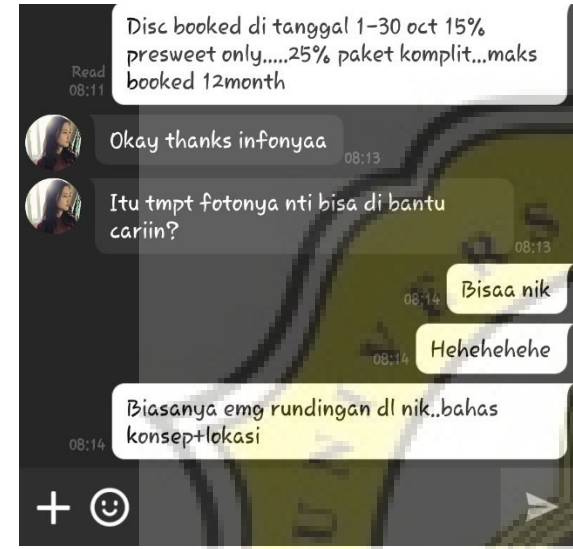 Disc booked di tanggal 1-30 oct 15%
presweet only.....25% paket komplit...maks
booked 12month
Read
08:11
Okay thanks infonyaa
08:13
Itu tmpt fotonya nti bisa di bantu
cariin?
08:13
Bisaa nik
08:14
Hehehehehe
08:14
Biasanya emg rundingan dl nik..bahas
konsep+lokasi
08:14
UNIVERS